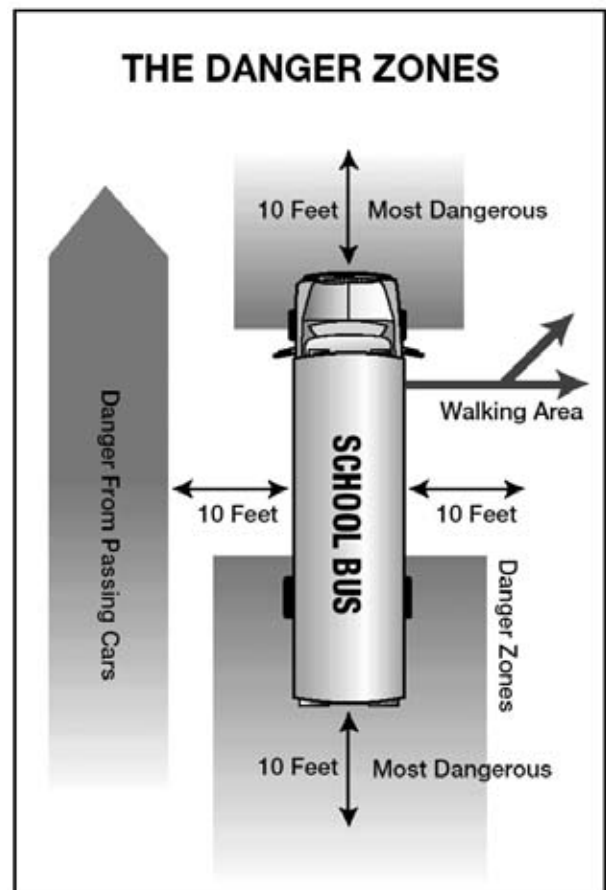 THE DANGER ZONES
10 Feet Most Dangerous
Walking Area
Danger From Passing Cars
SCHOOL BUS
10 Feet
10 Feet
Danger Zones
10 Feet Most Dangerous